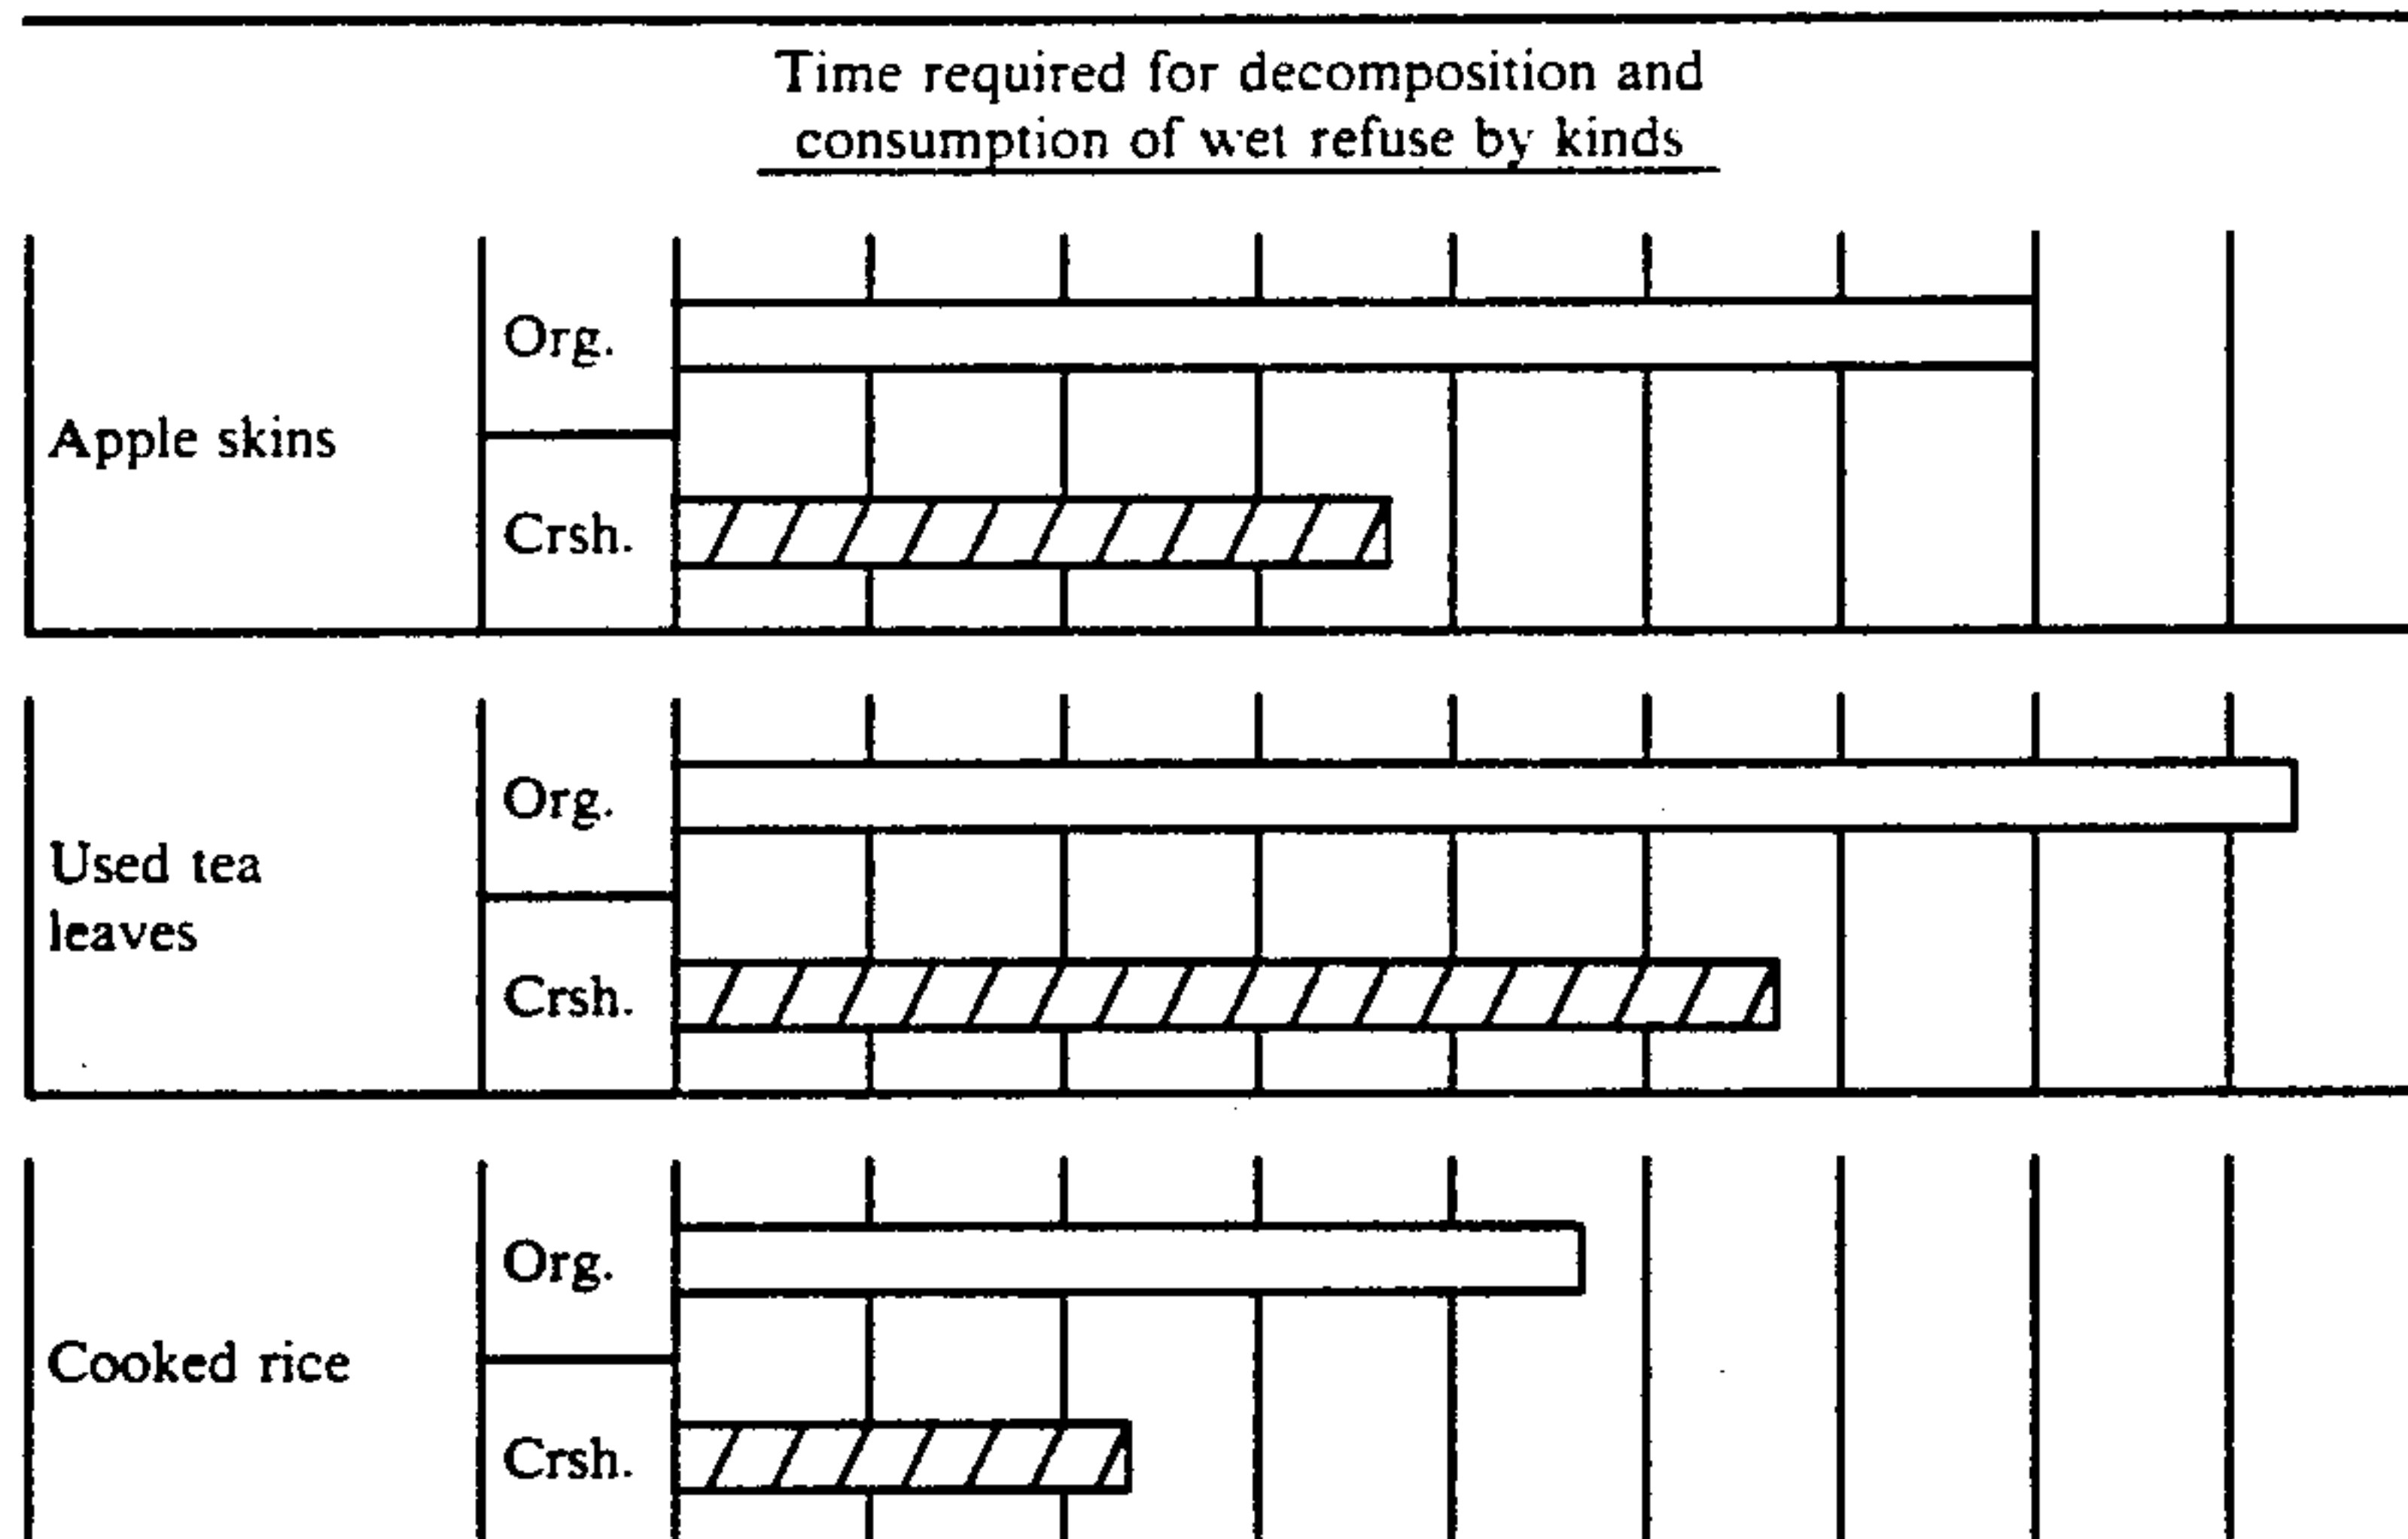 Time required for decomposition and
consumption of wet refuse by kinds
Apple skins
Org.
Crsh.
Used tea
leaves
Org.
Crsh.
Cooked rice
Org.
Crsh.